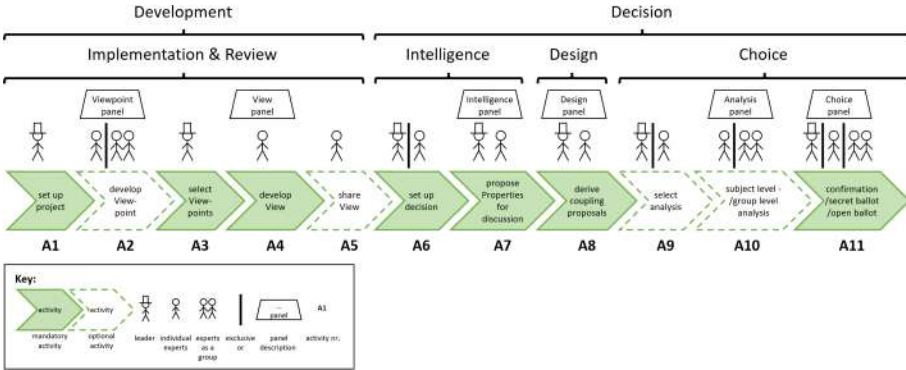 Development
Decision
Implementation & Review
Intelligence
Design
Choice
Viewpoint
panel
View
panel
Intelligence
panel
Design
panel
Analysis
panel
Choice
panel
set up
project
develop
View-
point
select
View-
points
develop
View
share
View
set up
decision
propose
Properties
for
discussion
derive
coupling
proposals
select
analysis
subject level -
/group level
analysis
confirmation
/secret ballot
/open ballot
A1
A2
A3
A4
A5
A6
A7
A8
A9
A10
A11
Key:
activity
activity
...
panel
A1
mandatory
activity
optional
activity
leader
individual
experts
experts
as a
group
exclusive
or
panel
description
activity nr.